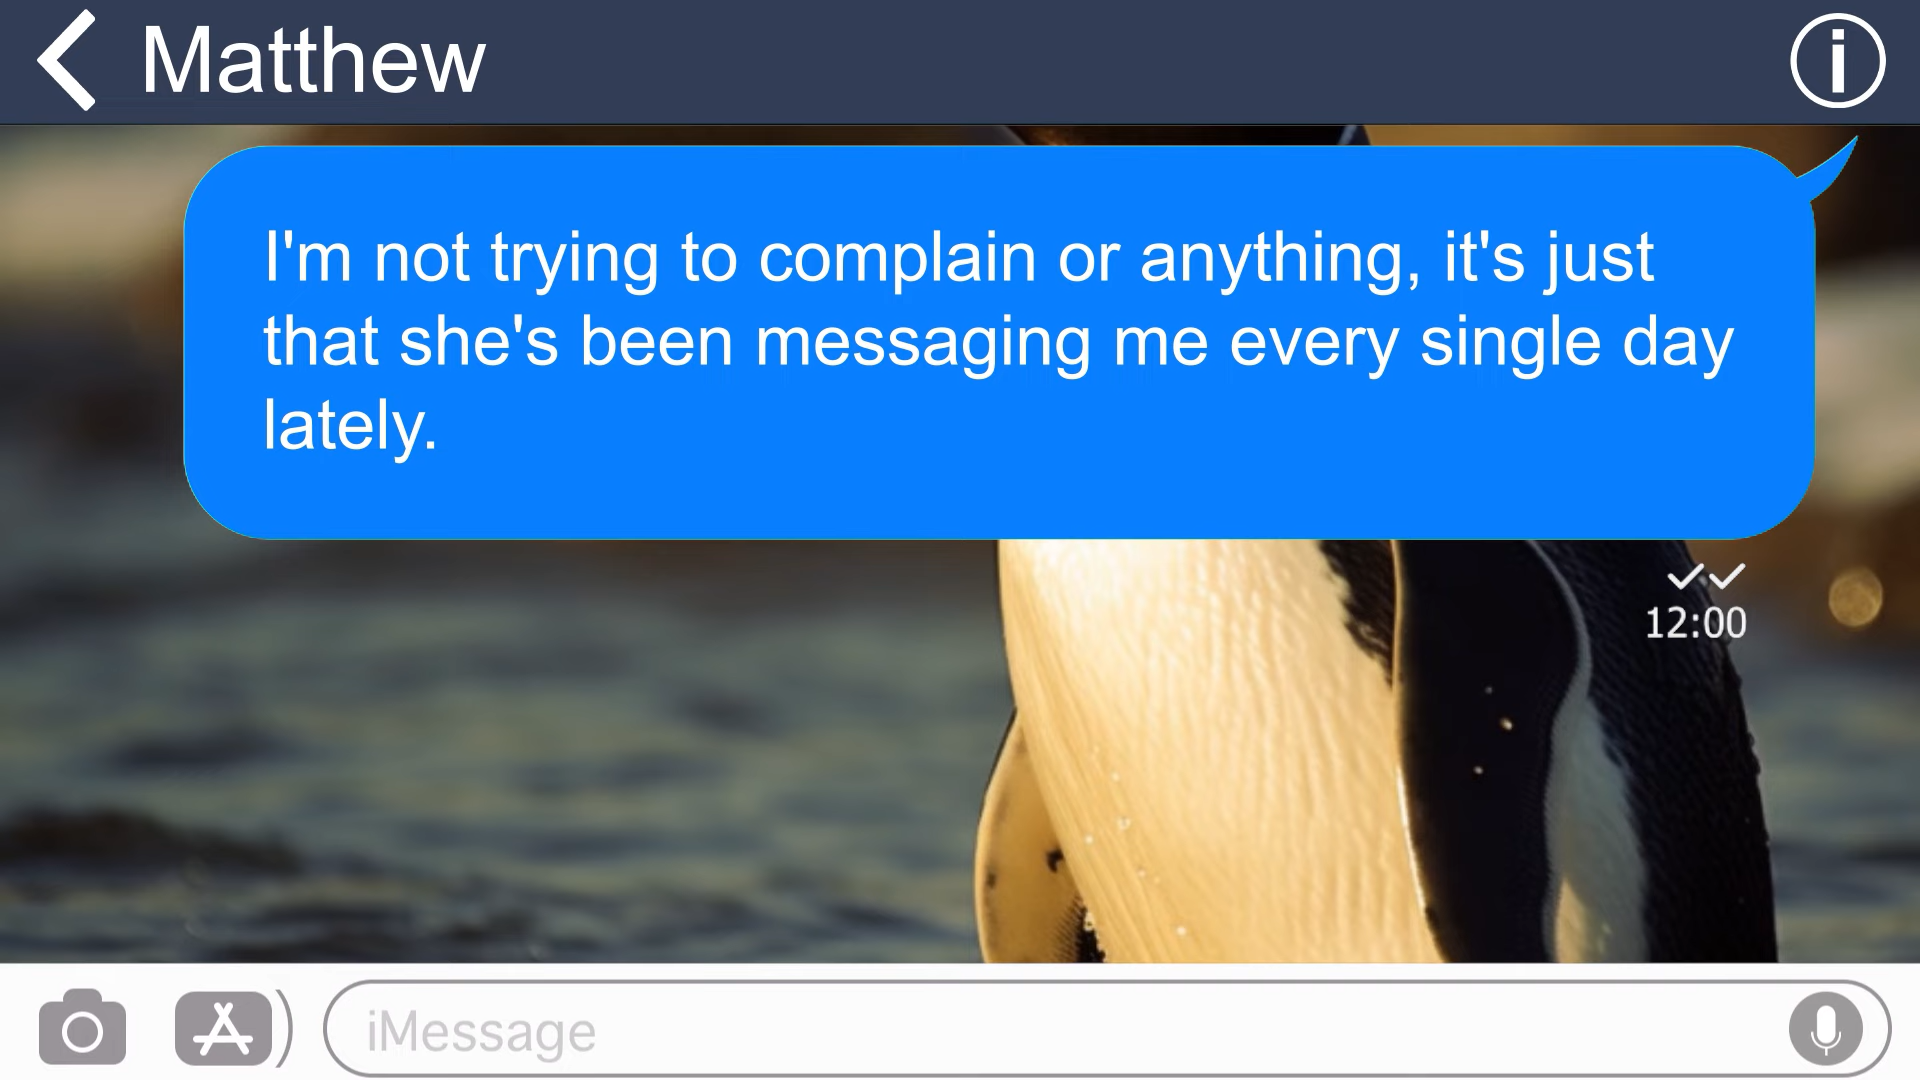 Matthew
I'm not trying to complain or anything, it's just
that she's been messaging me every single day
lately.
12:00
iMessage